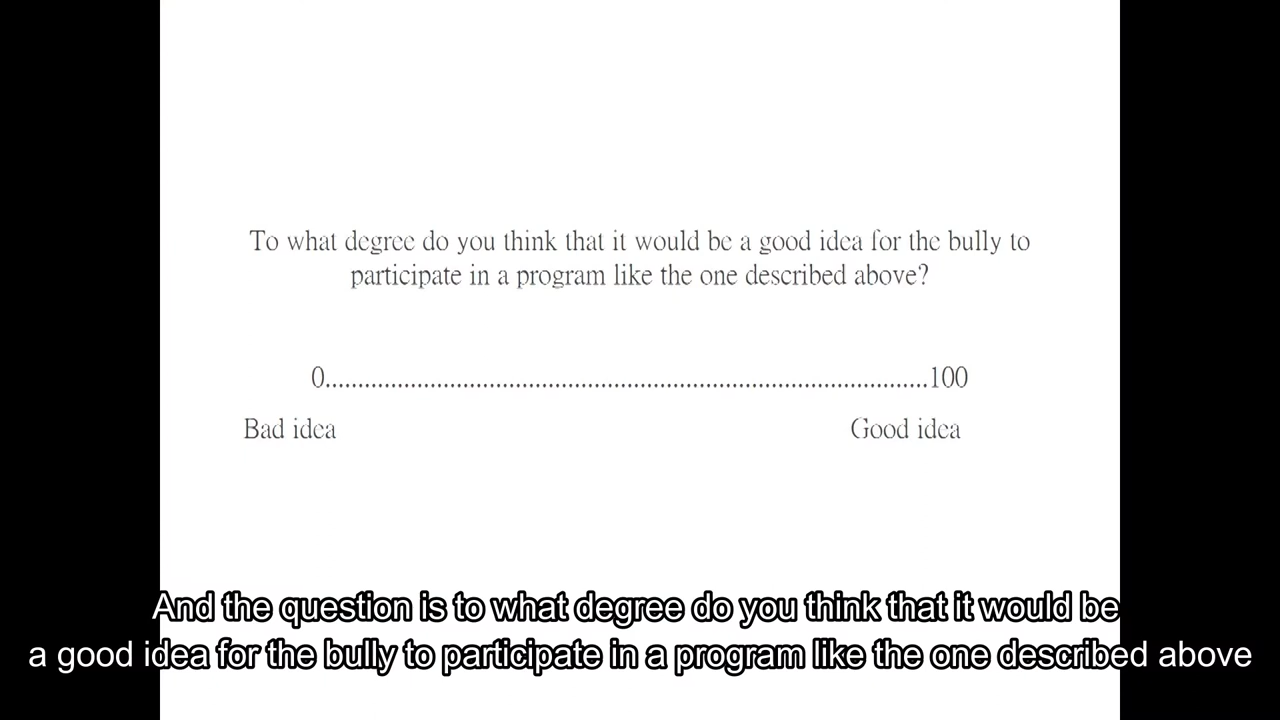 To what degree do you think that it would be a good idea for the bully to
participate in a program like the one described above?
0..............................................................................................100
Bad idea Good idea
And the question is to what degree do you think that it would be
a good idea for the bully to participate in a program like the one described above